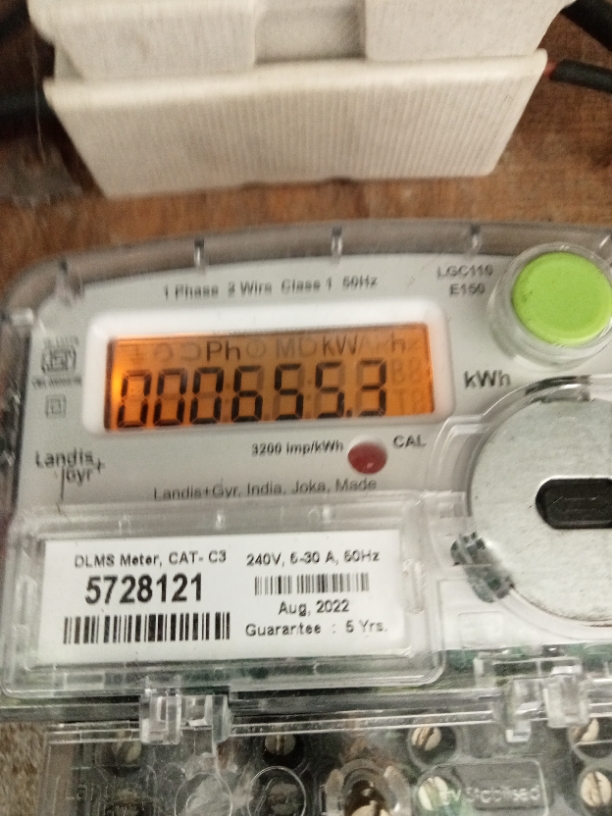 1 Phase 2 Wire Class 1 50Hz
LGC110
E150
Ph MD kW h
000655.3
kWh
3200 imp/kWh
CAL
Landis+Gyr
Landis+Gyr, India, Joka, Made
DLMS Meter, CAT- C3
5728121
240V, 5-30 A, 50Hz
Aug, 2022
Guarantee : 5 Yrs.